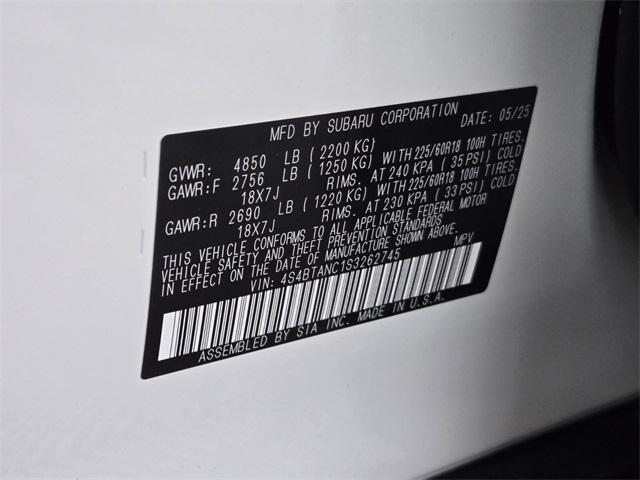 MFD BY SUBARU CORPORATION DATE: 05/25
GVWR: 4850 LB (2200 KG)
GAWR:F 2756 LB (1250 KG) WITH 225/60R18 100H TIRES.
18X7J RIMS. AT 240 KPA (35 PSI) COLD
GAWR:R 2690 LB (1220 KG) WITH 225/60R18 100H TIRES.
18X7J RIMS. AT 230 KPA (33 PSI) COLD
THIS VEHICLE CONFORMS TO ALL APPLICABLE FEDERAL MOTOR
VEHICLE SAFETY AND THEFT PREVENTION STANDARDS
IN EFFECT ON THE DATE OF MANUFACTURE SHOWN ABOVE.
VIN: 4S4BTANC1S3262745 MPV
ASSEMBLED BY SIA INC. MADE IN U.S.A.